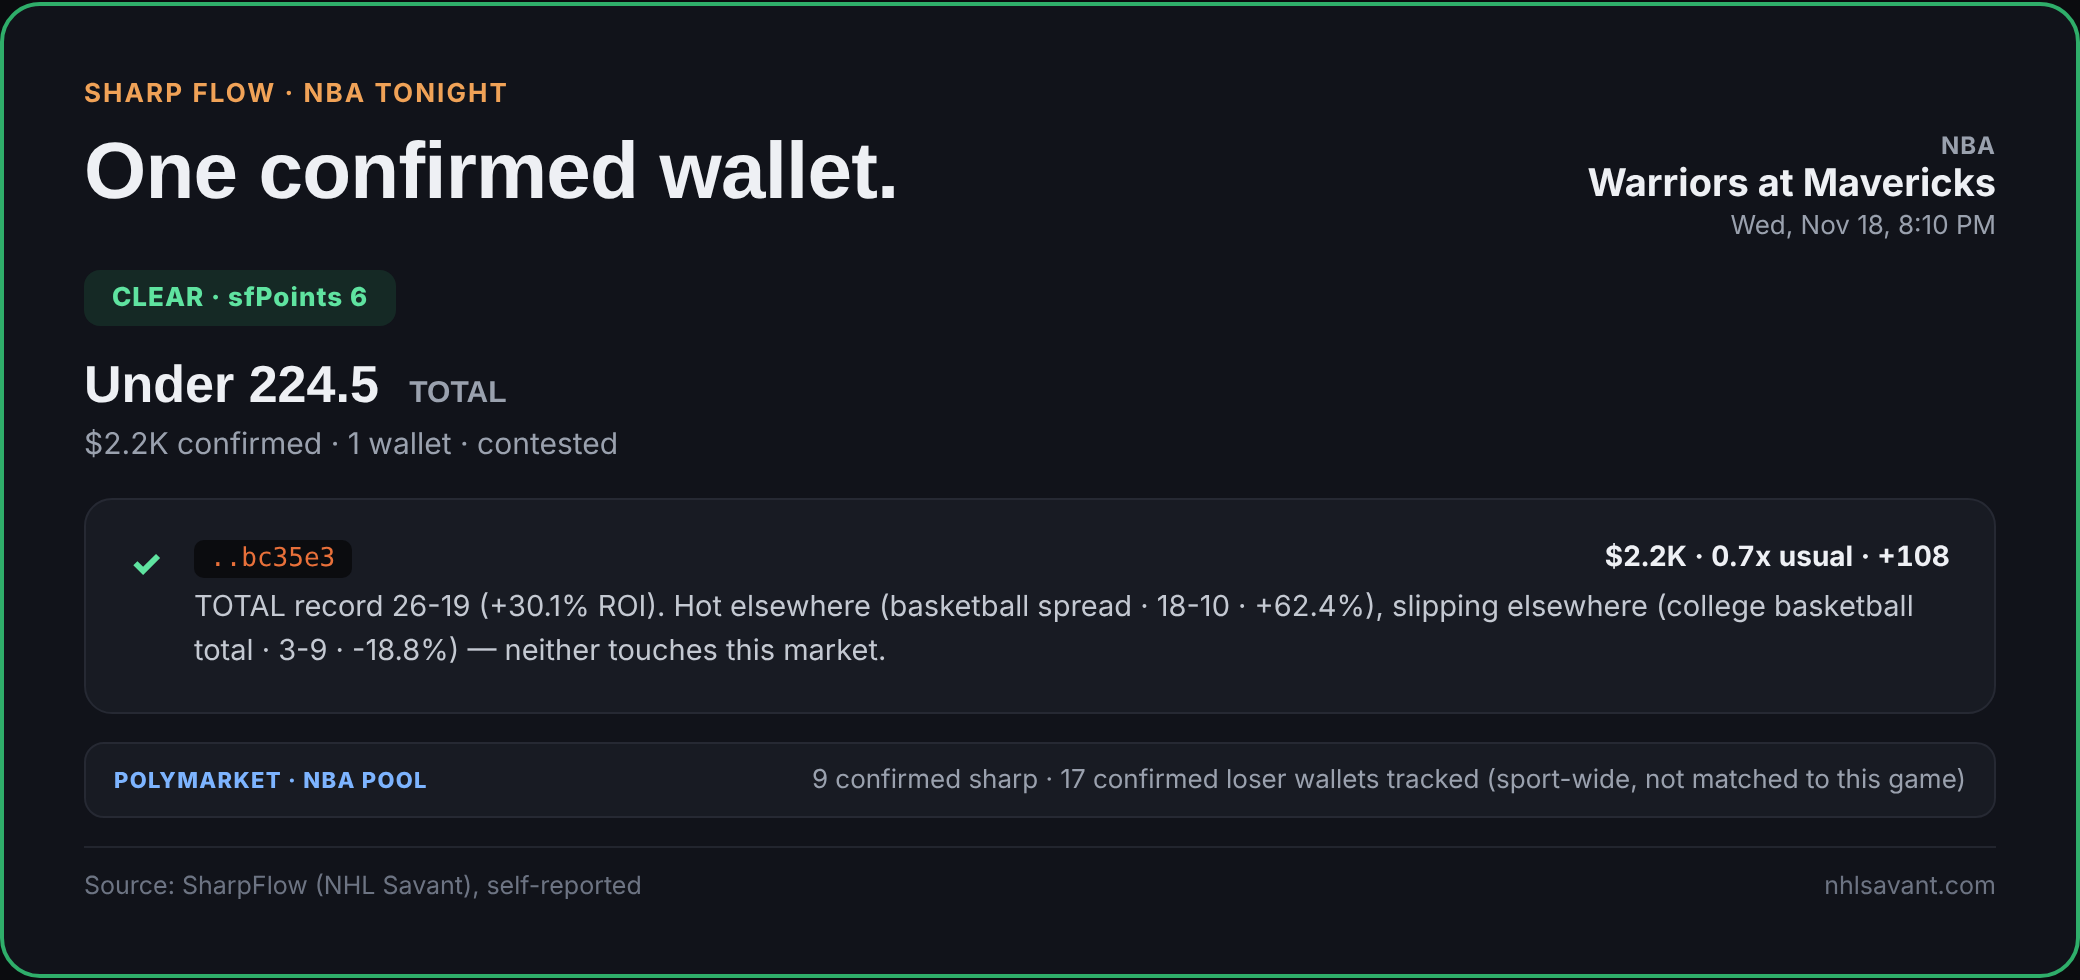 SHARP FLOW · NBA TONIGHT
One confirmed wallet.
NBA
Warriors at Mavericks
Wed, Nov 18, 8:10 PM
CLEAR · sfPoints 6
Under 224.5 TOTAL
$2.2K confirmed · 1 wallet · contested
..bc35e3
$2.2K · 0.7x usual · +108
TOTAL record 26-19 (+30.1% ROI). Hot elsewhere (basketball spread · 18-10 · +62.4%), slipping elsewhere (college basketball
total · 3-9 · -18.8%) — neither touches this market.
POLYMARKET · NBA POOL
9 confirmed sharp · 17 confirmed loser wallets tracked (sport-wide, not matched to this game)
Source: SharpFlow (NHL Savant), self-reported
nhlsavant.com